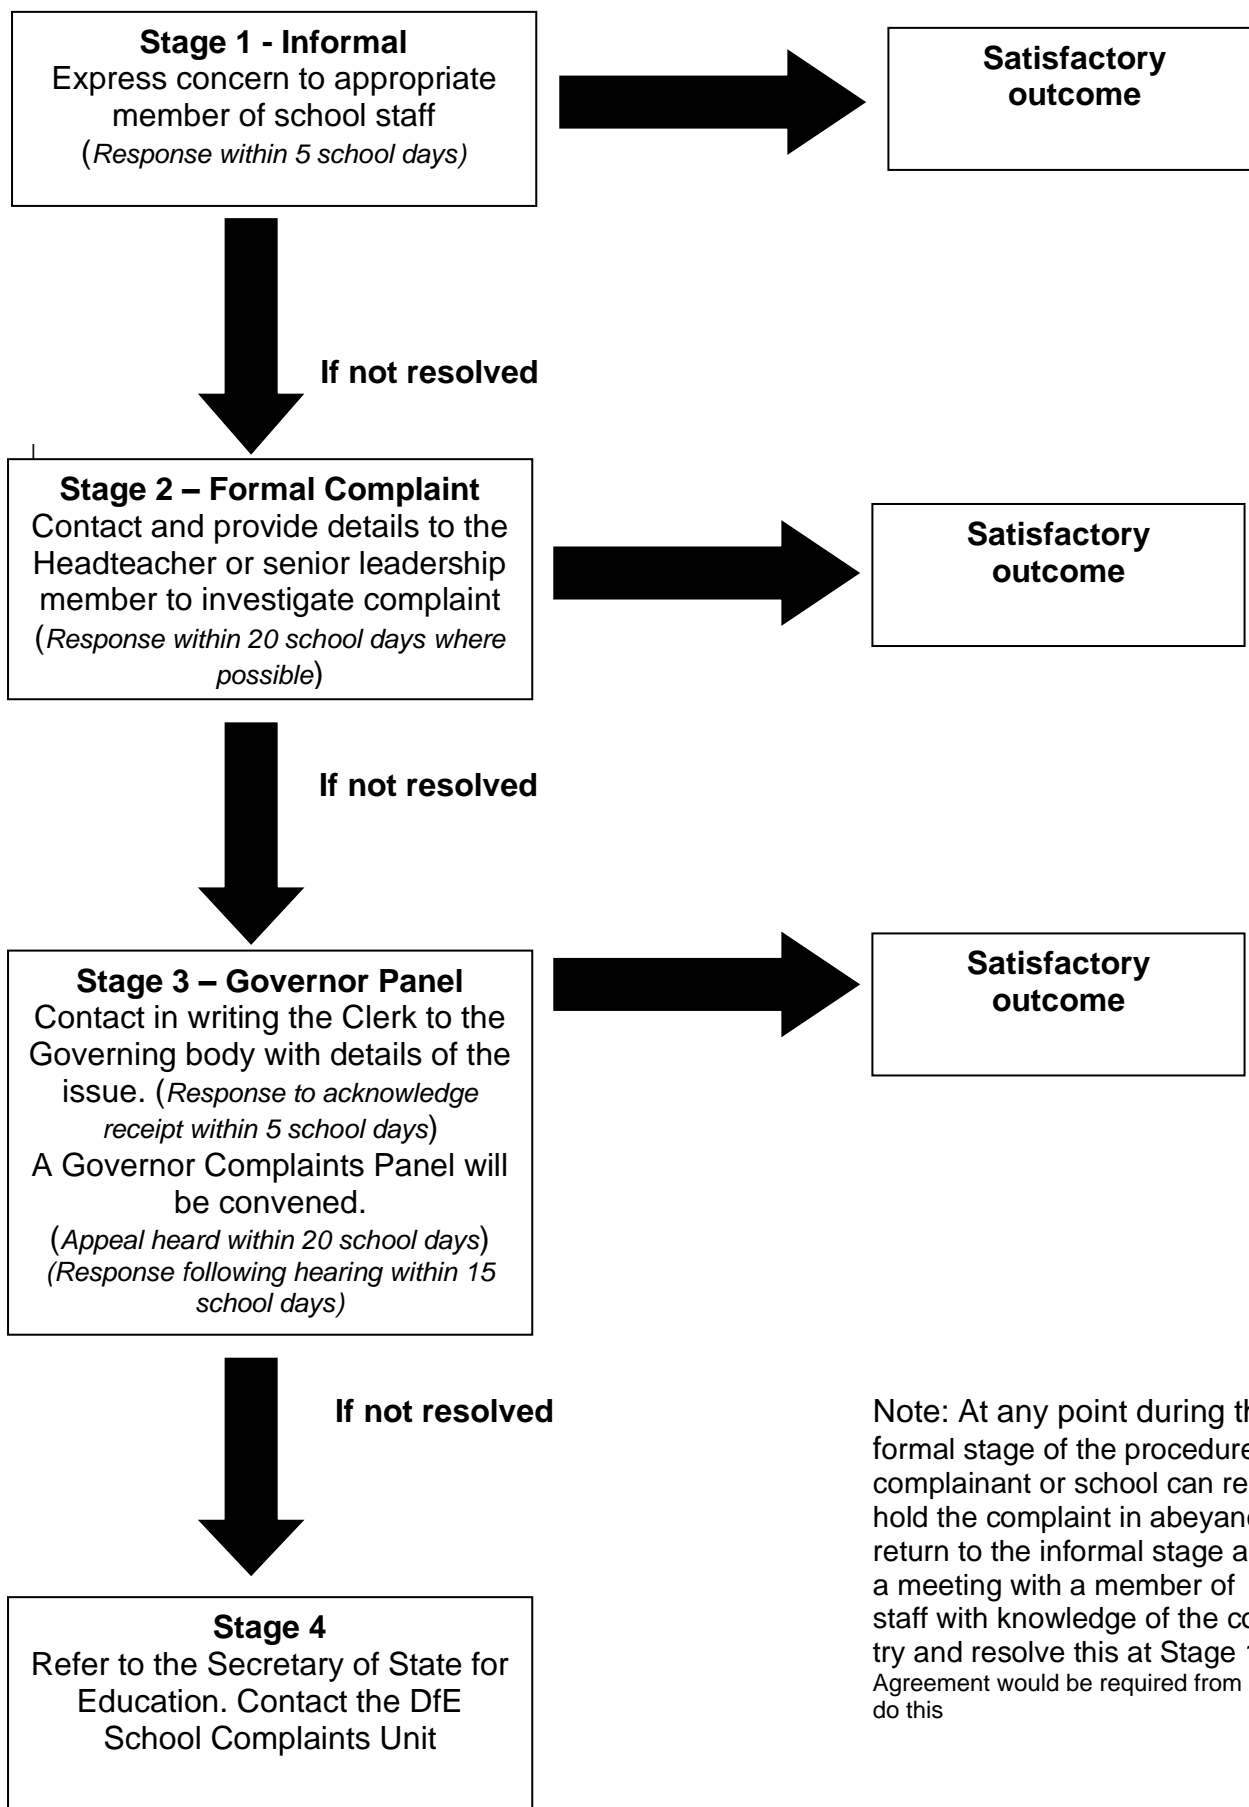 Stage 1 - Informal
Express concern to appropriate
member of school staff
(Response within 5 school days)
Satisfactory
outcome
If not resolved
Stage 2 – Formal Complaint
Contact and provide details to the
Headteacher or senior leadership
member to investigate complaint
(Response within 20 school days where
possible)
Satisfactory
outcome
If not resolved
Stage 3 – Governor Panel
Contact in writing the Clerk to the
Governing body with details of the
issue. (Response to acknowledge
receipt within 5 school days)
A Governor Complaints Panel will
be convened.
(Appeal heard within 20 school days)
(Response following hearing within 15
school days)
Satisfactory
outcome
If not resolved
Note: At any point during
formal stage of the procedure
complainant or school can
hold the complaint in
return to the informal stage
a meeting with a member of
staff with knowledge of the
try and resolve this at Stage
Agreement would be required from
do this
Stage 4
Refer to the Secretary of State for
Education. Contact the DfE
School Complaints Unit